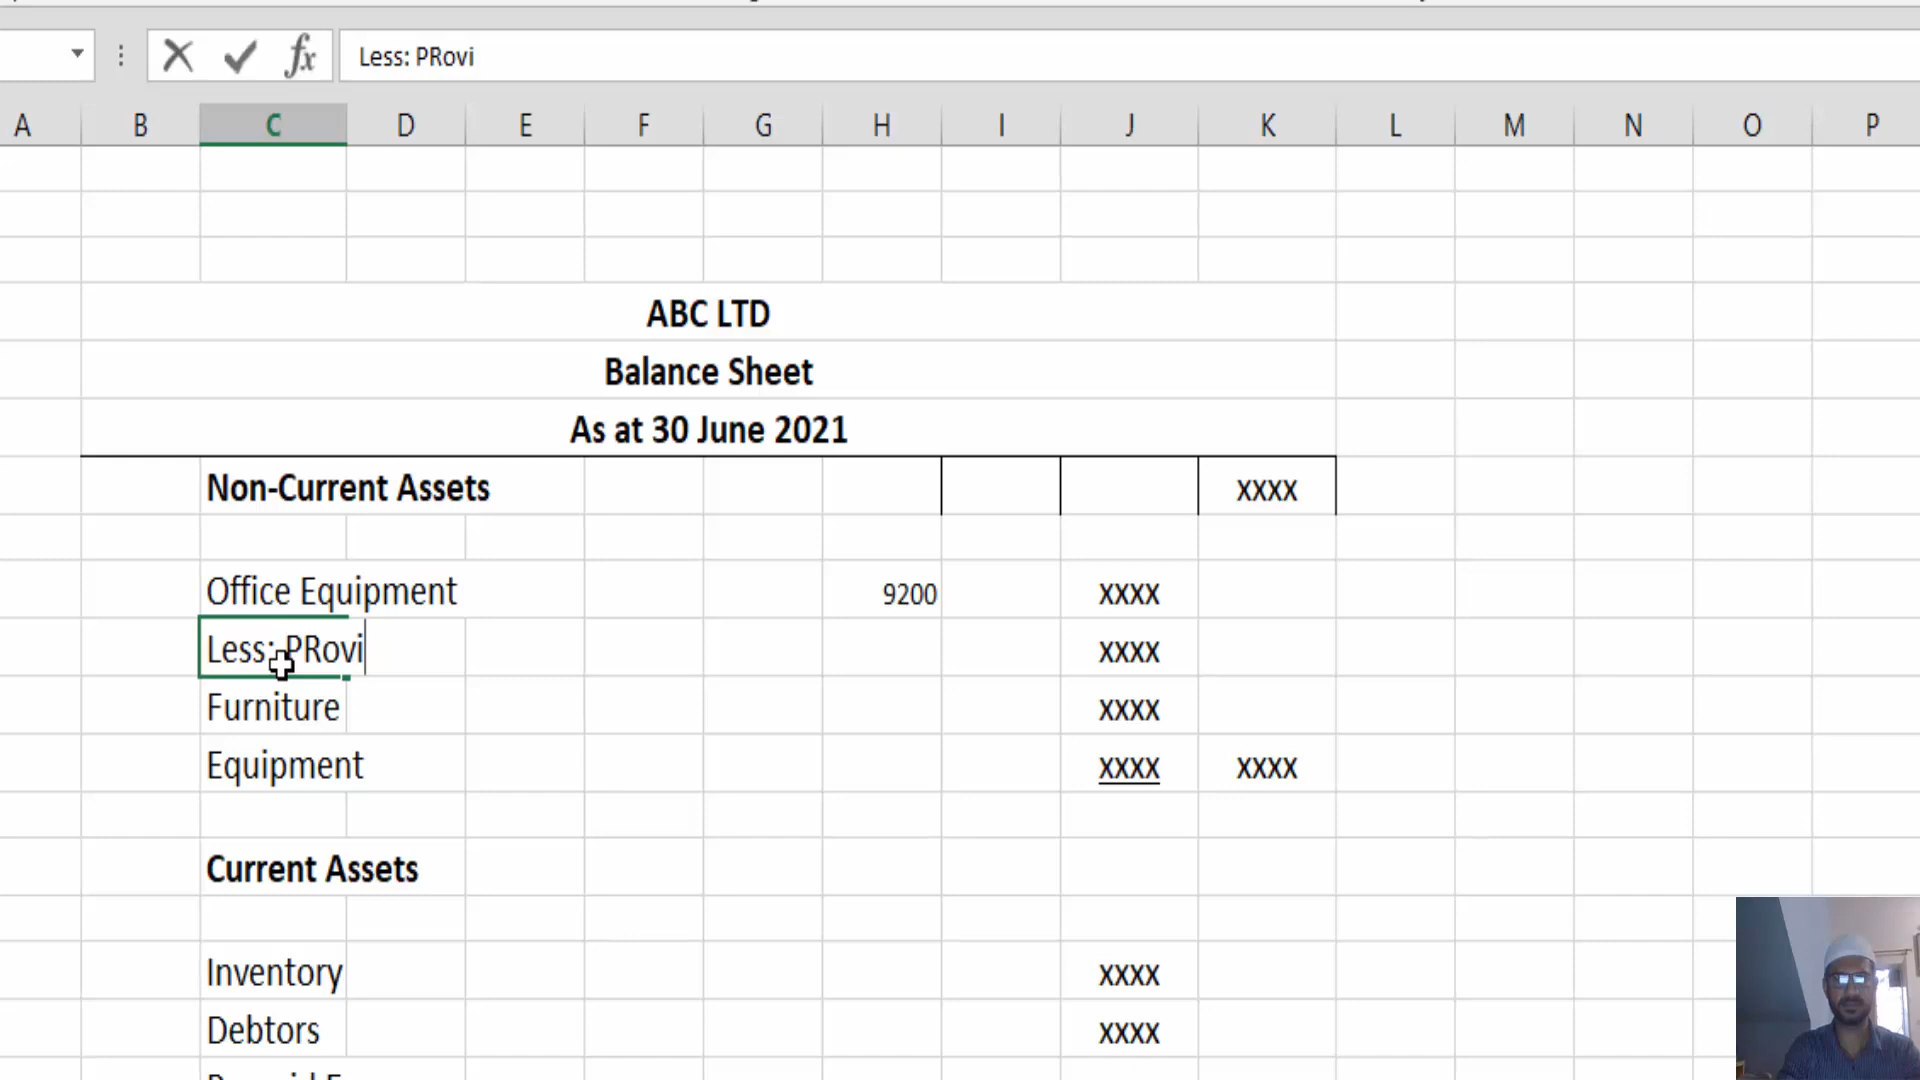 fx Less: PRovi
A B C D E F G H I J K L M N O P
ABC LTD
Balance Sheet
As at 30 June 2021
Non-Current Assets xxxx
Office Equipment 9200 xxxx
Less: PRovi xxxx
Furniture xxxx
Equipment xxxx xxxx
Current Assets
Inventory xxxx
Debtors xxxx